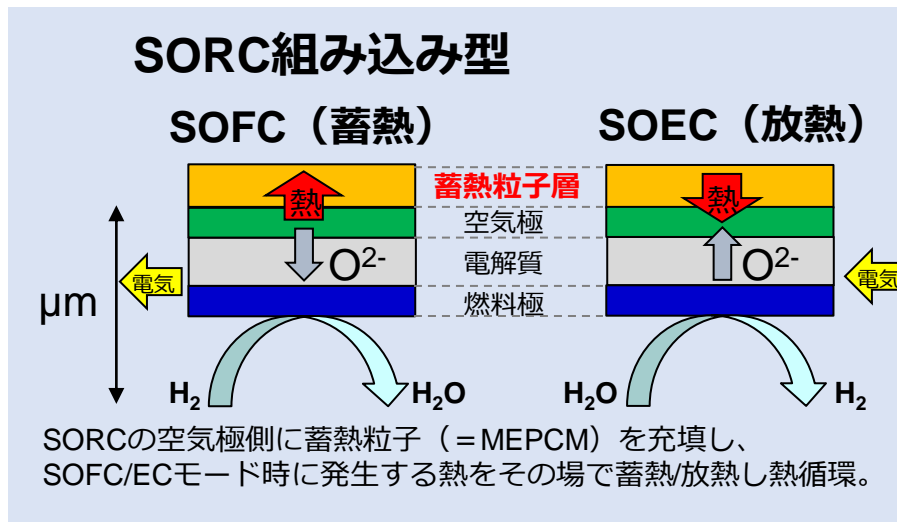 SORC組み込み型
SOFC（蓄熱）
SOEC（放熱）
熱
蓄熱粒子層
熱
空気極
O2-
電解質
O2-
電気
電気
燃料極
μm
H2
H2O
H2O
H2
SORCの空気極側に蓄熱粒子（＝MEPCM）を充填し、
SOFC/ECモード時に発生する熱をその場で蓄熱/放熱し熱循環。